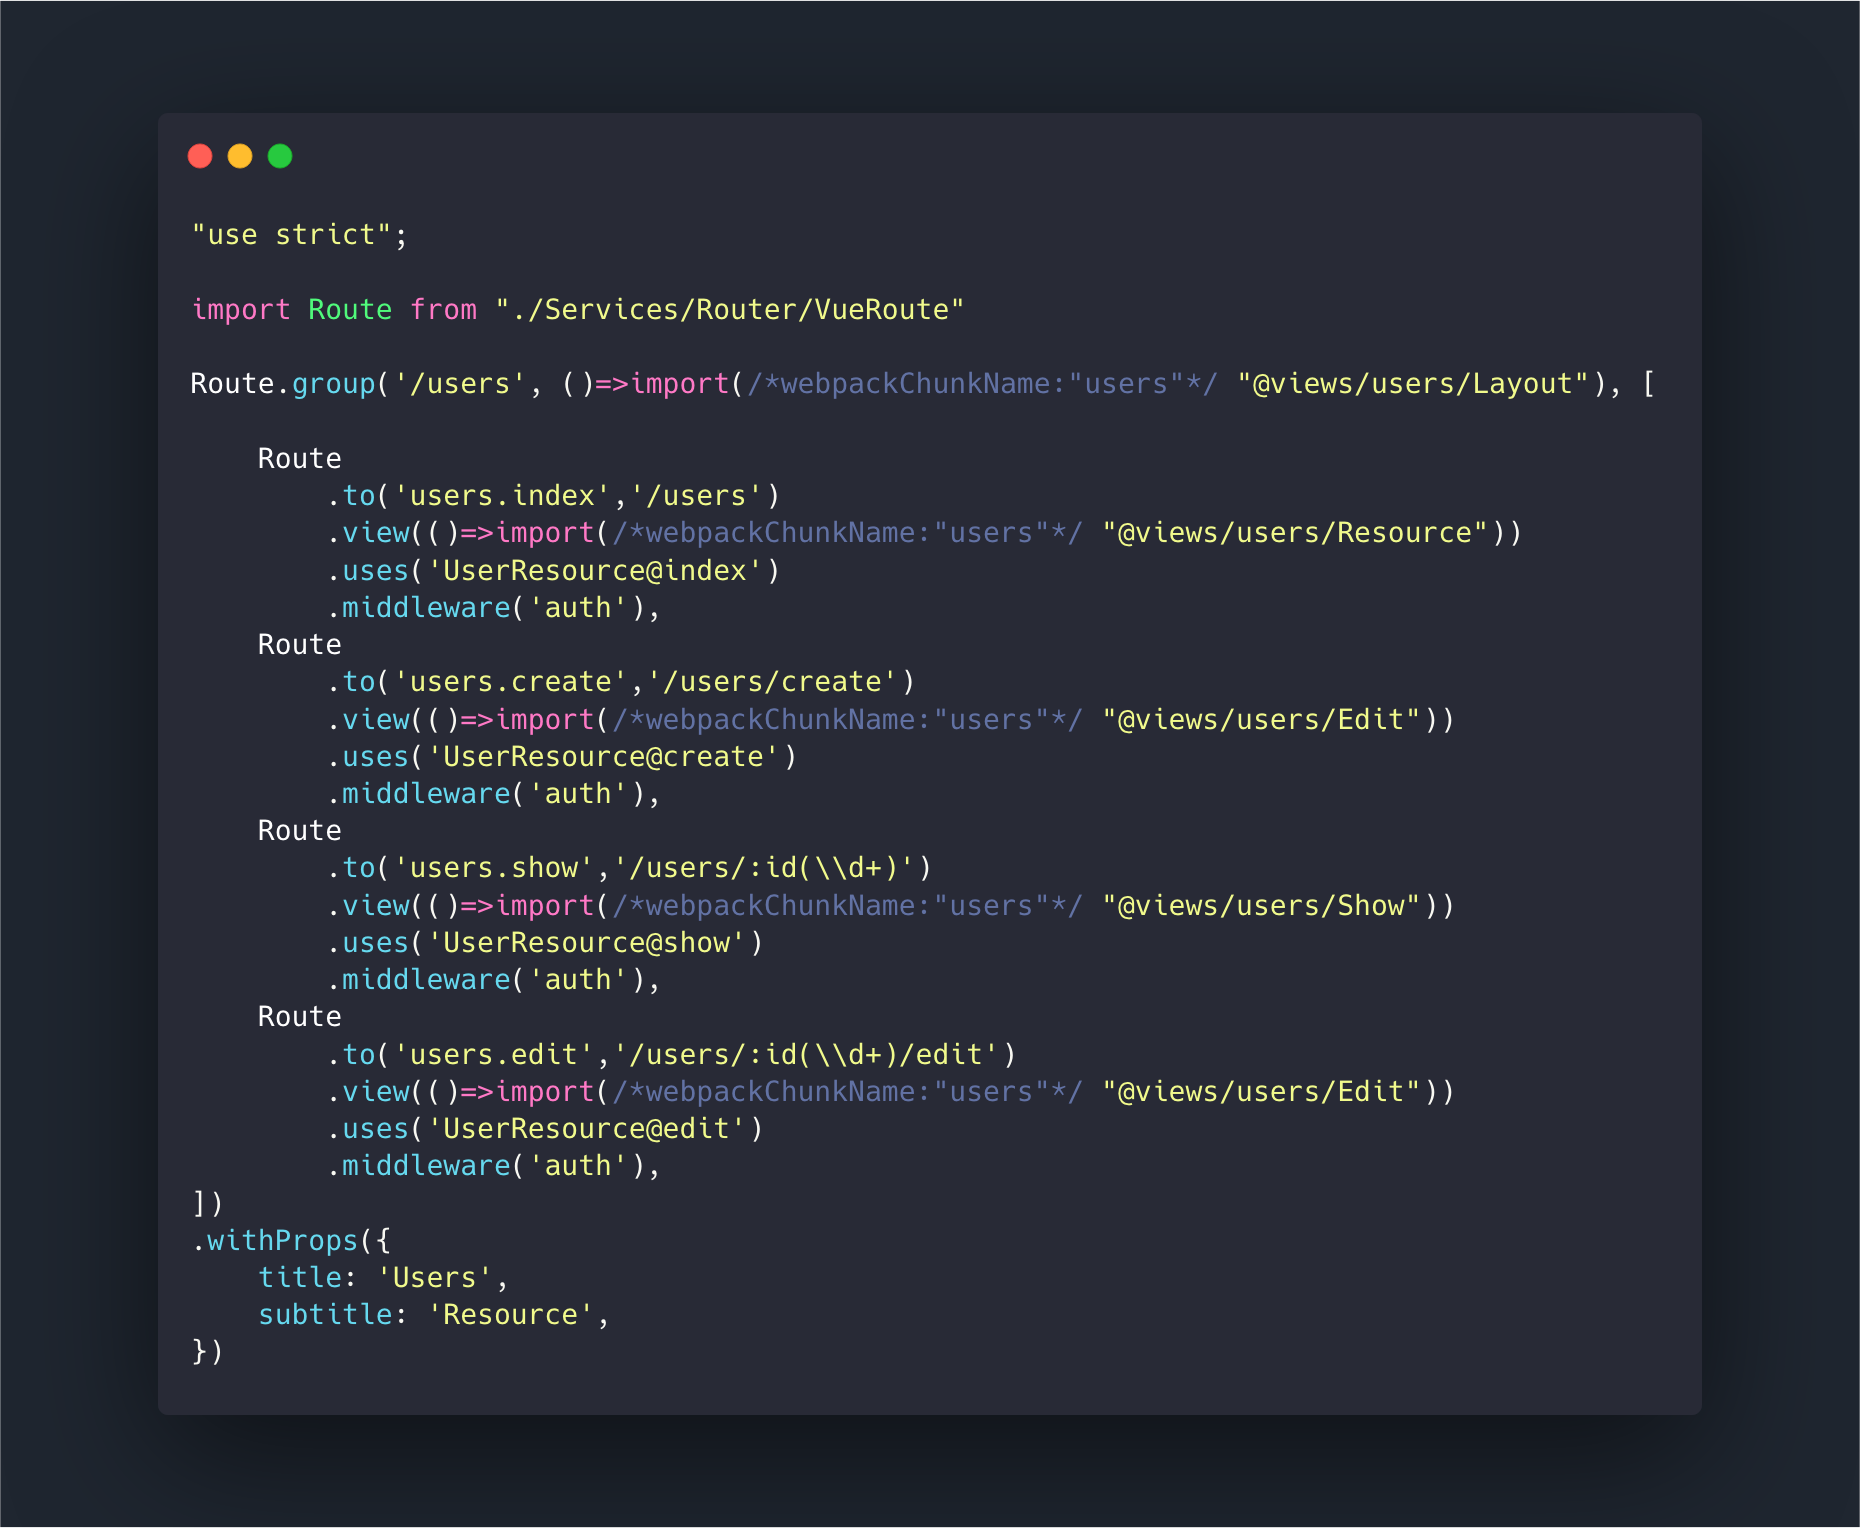 "use strict";
import Route from "./Services/Router/VueRoute"
Route.group('/users', ()=>import(/*webpackChunkName:"users"*/ "@views/users/Layout"), [
Route
.to('users.index','/users')
.view(()=>import(/*webpackChunkName:"users"*/ "@views/users/Resource"))
.uses('UserResource@index')
.middleware('auth'),
Route
.to('users.create','/users/create')
.view(()=>import(/*webpackChunkName:"users"*/ "@views/users/Edit"))
.uses('UserResource@create')
.middleware('auth'),
Route
.to('users.show','/users/:id(\\d+)')
.view(()=>import(/*webpackChunkName:"users"*/ "@views/users/Show"))
.uses('UserResource@show')
.middleware('auth'),
Route
.to('users.edit','/users/:id(\\d+)/edit')
.view(()=>import(/*webpackChunkName:"users"*/ "@views/users/Edit"))
.uses('UserResource@edit')
.middleware('auth'),
])
.withProps({
title: 'Users',
subtitle: 'Resource',
})